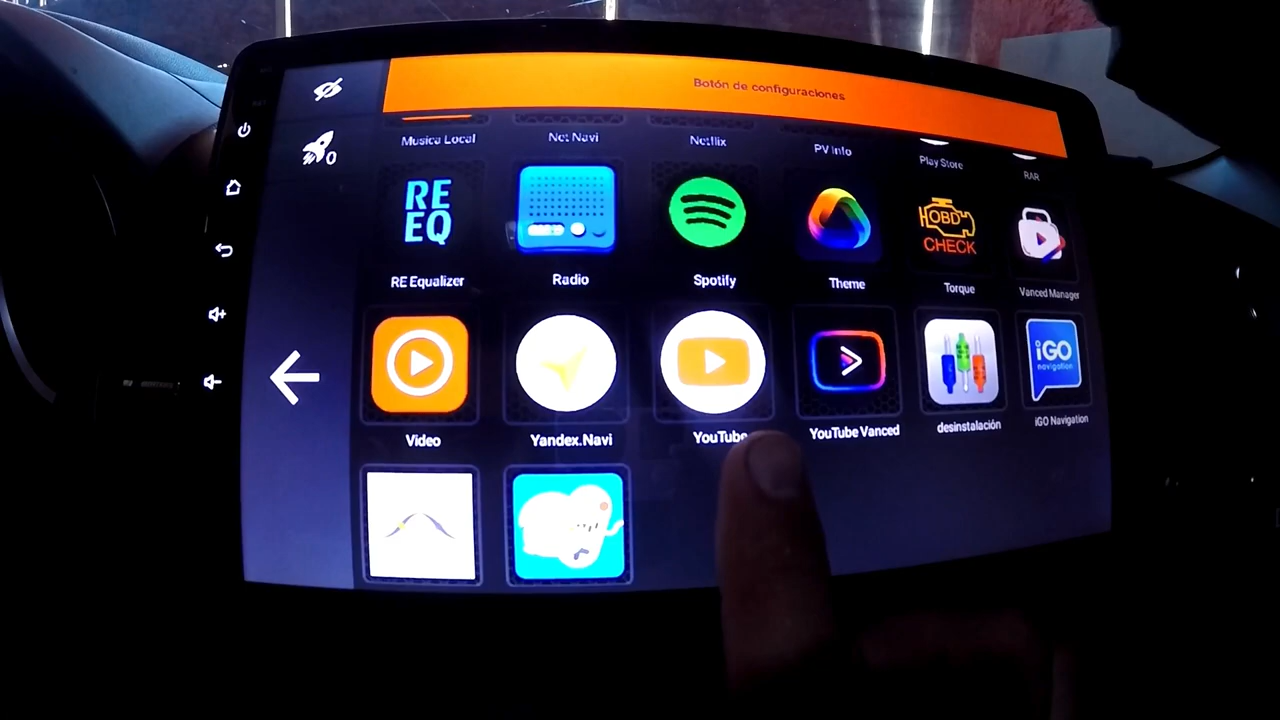 Botón de configuraciones
Musica Local
Net Navi
Netflix
PV Info
Play Store
RAR
RE
EQ
OBD
CHECK
RE Equalizer
Radio
Spotify
Theme
Torque
Vanced Manager
iGO
navigation
Video
Yandex.Navi
YouTube
YouTube Vanced
desinstalación
iGO Navigation
0